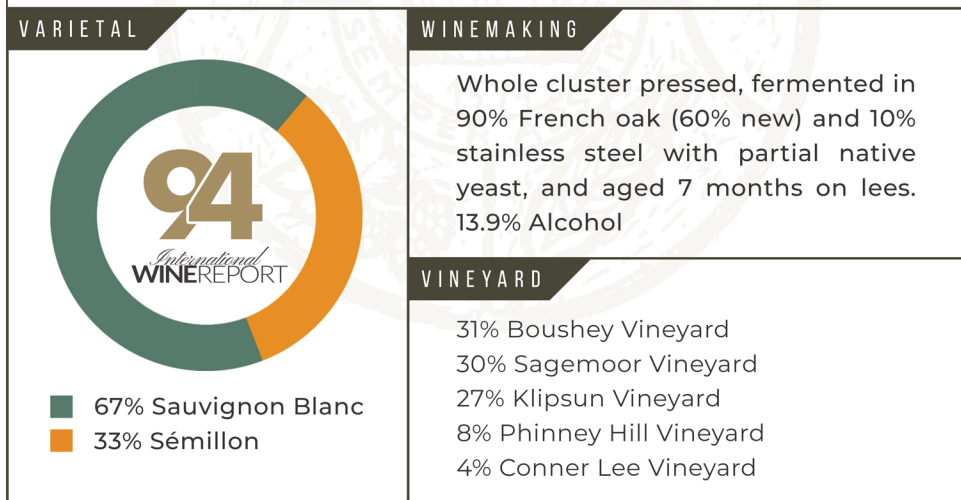 VARIETAL
94
International
WINEREPORT
67% Sauvignon Blanc
33% Sémillon
WINEMAKING
Whole cluster pressed, fermented in
90% French oak (60% new) and 10%
stainless steel with partial native
yeast, and aged 7 months on lees.
13.9% Alcohol
VINEYARD
31% Boushey Vineyard
30% Sagemoor Vineyard
27% Klipsun Vineyard
8% Phinney Hill Vineyard
4% Conner Lee Vineyard